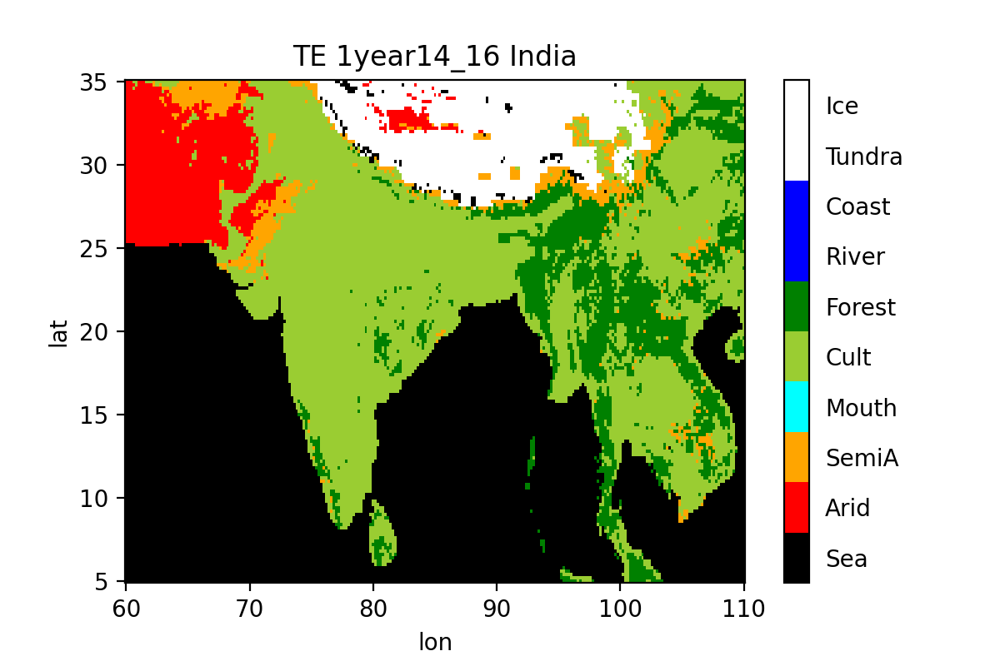 TE 1year14_16 India
35
30
25
20
15
10
5
lat
60 70 80 90 100 110
lon
Ice
Tundra
Coast
River
Forest
Cult
Mouth
SemiA
Arid
Sea